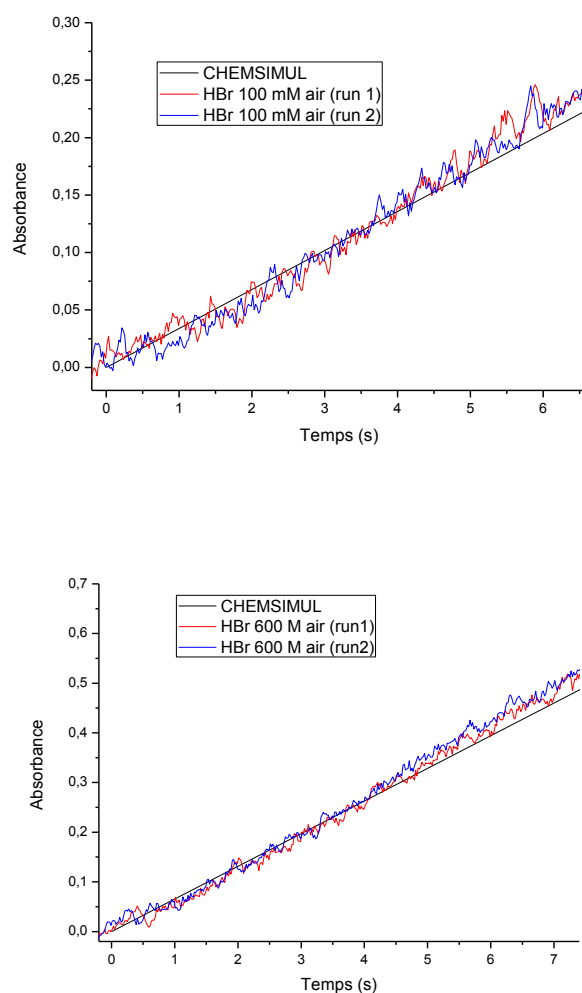 0,30
0,25
0,20
0,15
0,10
0,05
0,00
Absorbance
CHEMSIMUL
HBr 100 mM air (run 1)
HBr 100 mM air (run 2)
0 1 2 3 4 5 6
Temps (s)
0,7
0,6
0,5
0,4
0,3
0,2
0,1
0,0
Absorbance
CHEMSIMUL
HBr 600 M air (run1)
HBr 600 M air (run2)
0 1 2 3 4 5 6 7
Temps (s)